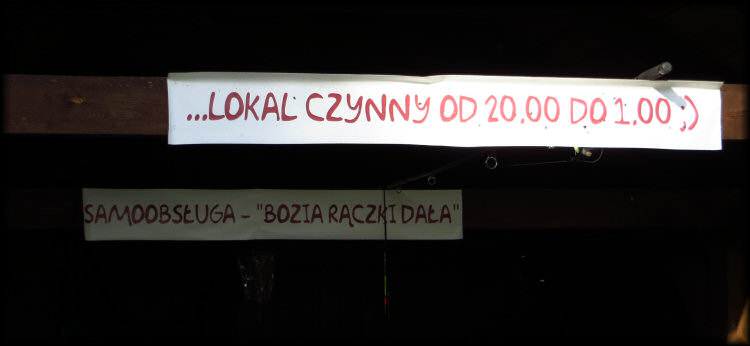 ...LOKAL CZYNNY OD 20.00 DO 1.00 ;)
SAMOOBSŁUGA - "BOZIA RĄCZKI DAŁA"